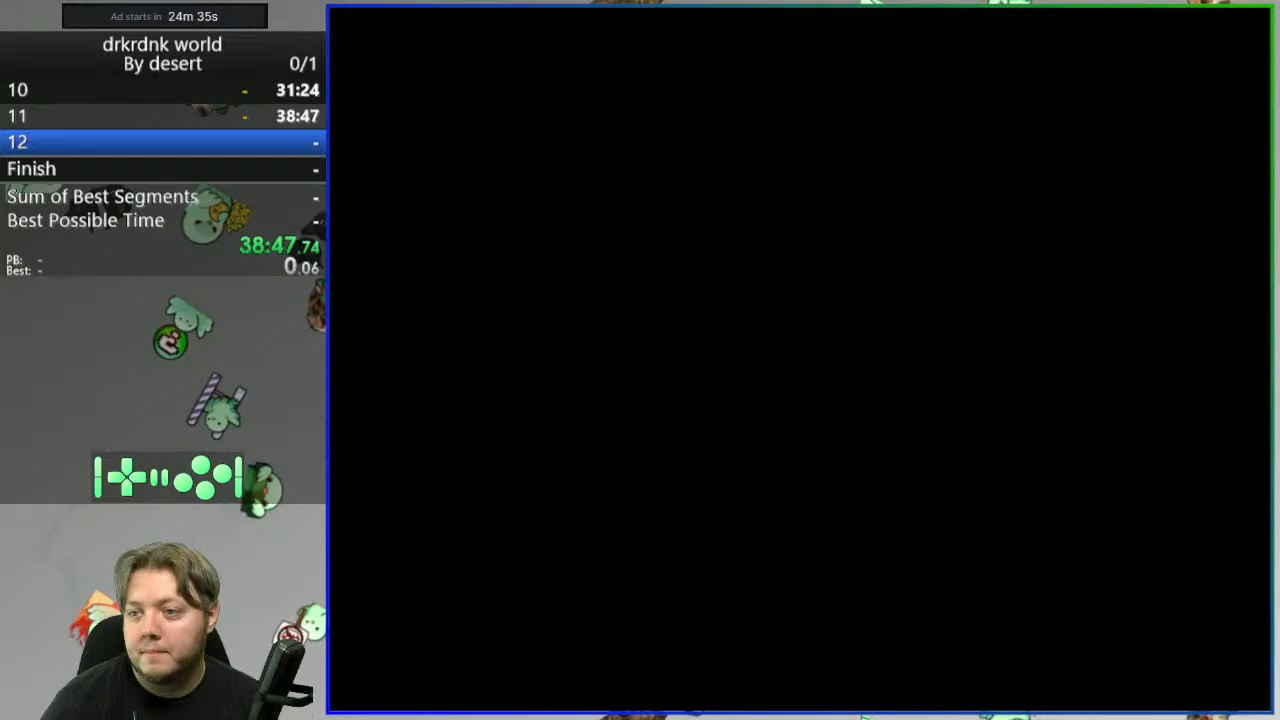 Ad starts in 24m 35s
drkrdnk world
By desert 0/1
10 - 31:24
11 - 38:47
12 -
Finish -
Sum of Best Segments -
Best Possible Time -
38:47.74
PB: -
Best: -
0.06